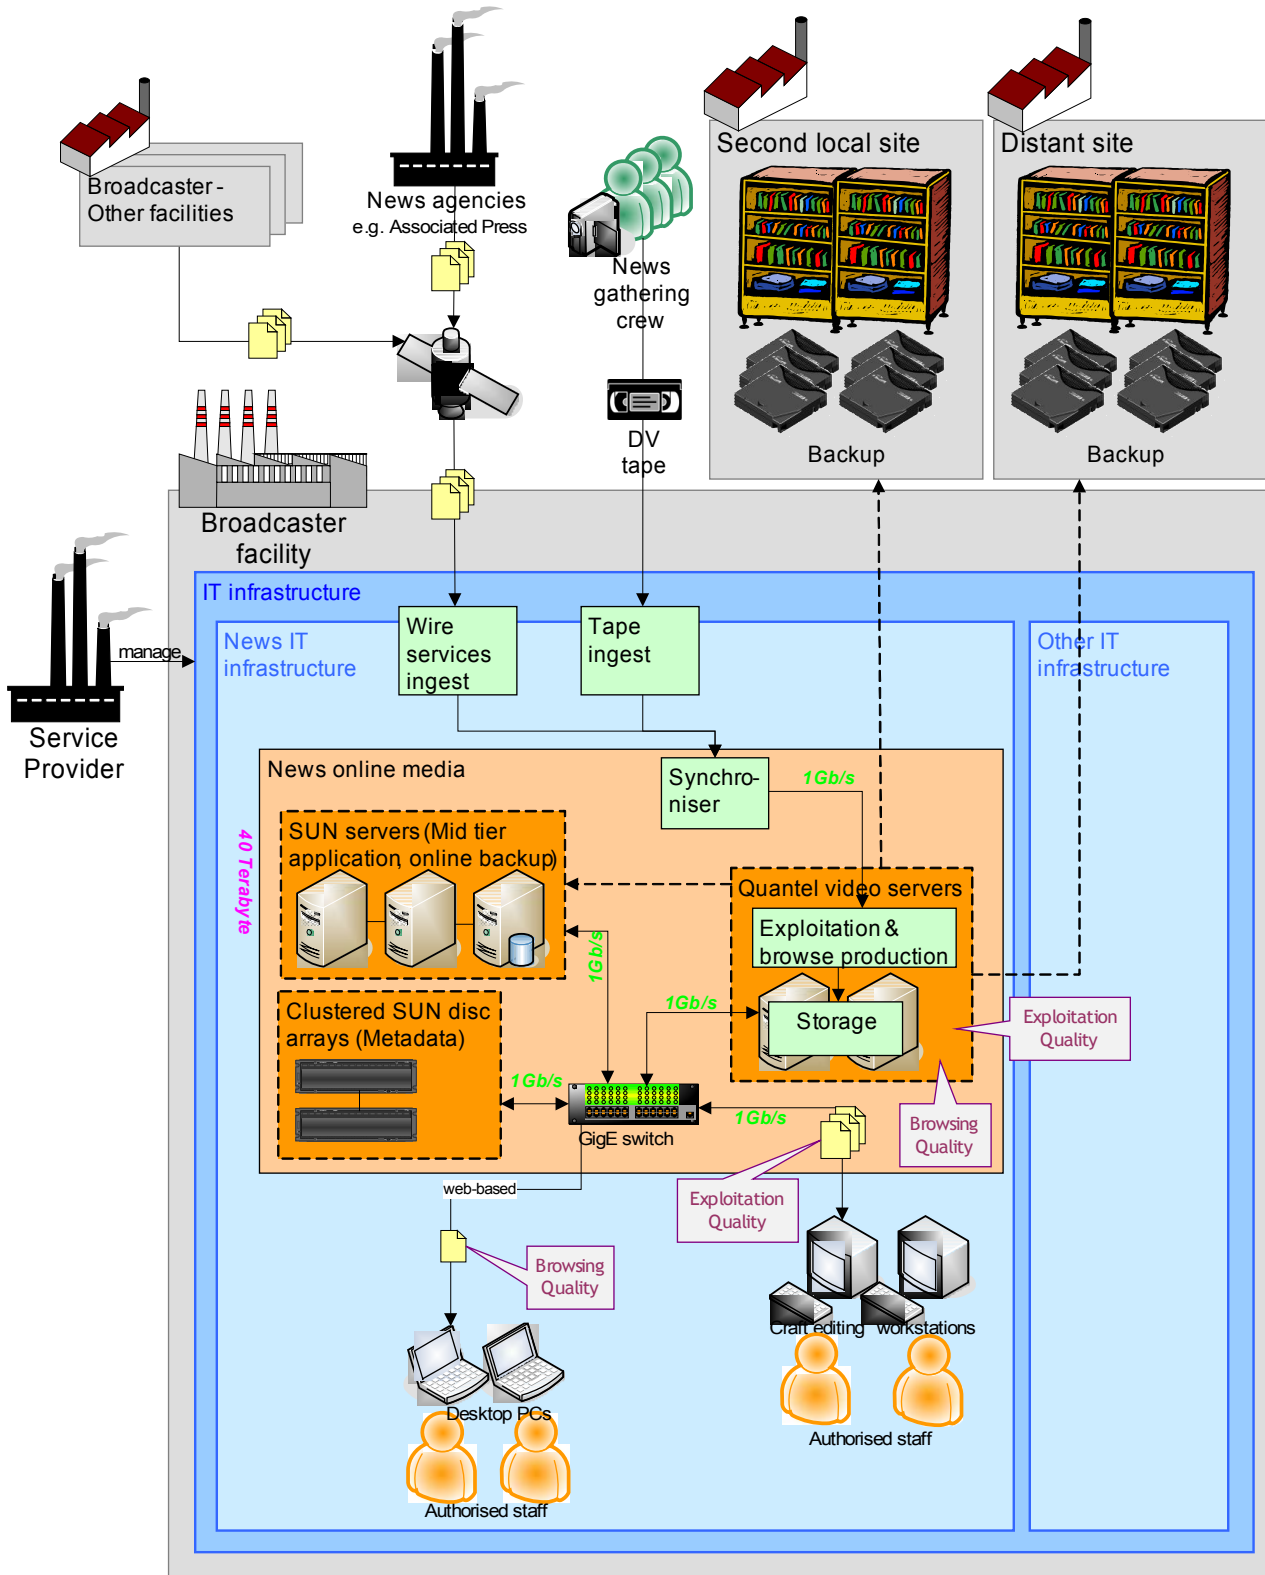 Second local site
Distant site
Broadcaster -
Other facilities
News agencies
e.g. Associated Press
News
gathering
crew
DV
tape
Backup
Backup
Broadcaster
facility
IT infrastructure
manage
Service
Provider
News IT
infrastructure
Wire
services
ingest
Tape
ingest
Other IT
infrastructure
News online media
Synchro-
niser
1Gb/s
40 Terabyte
SUN servers (Mid tier
application, online backup)
Quantel video servers
Exploitation &
browse production
1Gb/s
1Gb/s
Storage
Exploitation
Quality
Clustered SUN disc
arrays (Metadata)
1Gb/s
1Gb/s
GigE switch
Browsing
Quality
web-based
Exploitation
Quality
Browsing
Quality
Craft editing workstations
Desktop PCs
Authorised staff
Authorised staff